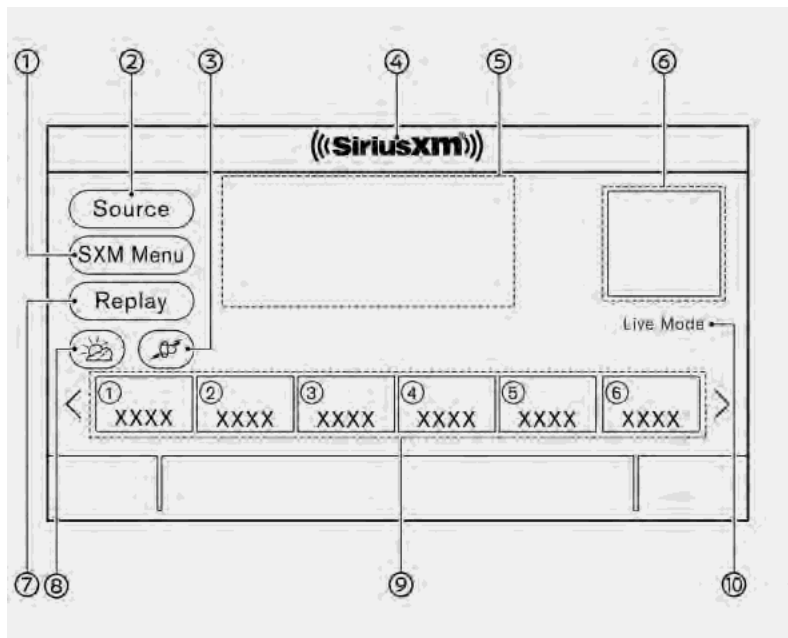 ① ② ③ ④ ⑤ ⑥
((SiriusXM))
Source
SXM Menu
Replay
Live Mode
① ② ③ ④ ⑤ ⑥
XXXX XXXX XXXX XXXX XXXX XXXX
⑦ ⑧ ⑨ ⑩